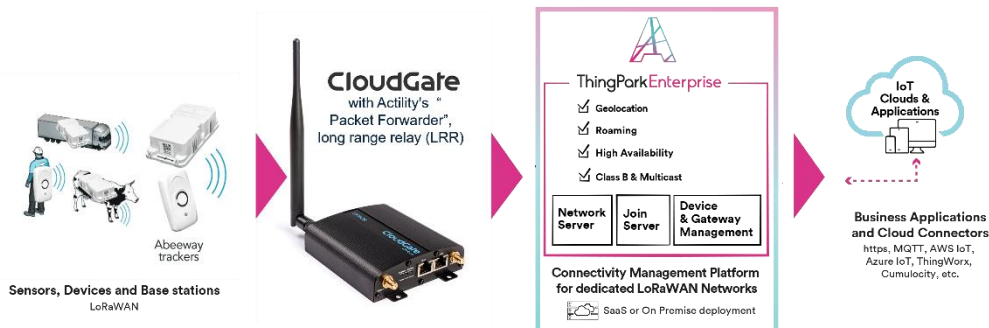 Abeeway
trackers
Sensors, Devices and Base stations
LoRaWAN
CloudGate
with Actility's “
Packet Forwarder”,
long range relay (LRR)
CloudGate
ThingPark Enterprise
Geolocation
Roaming
High Availability
Class B & Multicast
Network
Server
Join
Server
Device
& Gateway
Management
Connectivity Management Platform
for dedicated LoRaWAN Networks
SaaS or On Premise deployment
IoT
Clouds &
Applications
Business Applications
and Cloud Connectors
https, MQTT, AWS IoT,
Azure IoT, ThingWorx,
Cumulocity, etc.